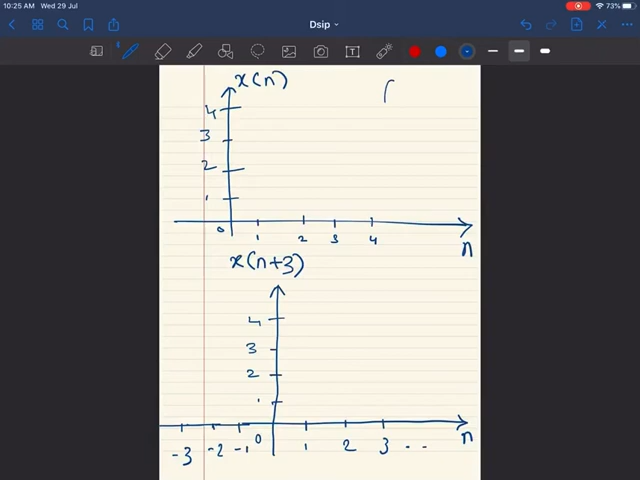 10:25 AM Wed 29 Jul
73%
Dsip
x(n)
4
3
2
1
0 1 2 3 4
n
x(n+3)
4
3
2
1
-3 -2 -1 0 1 2 3 ..
n